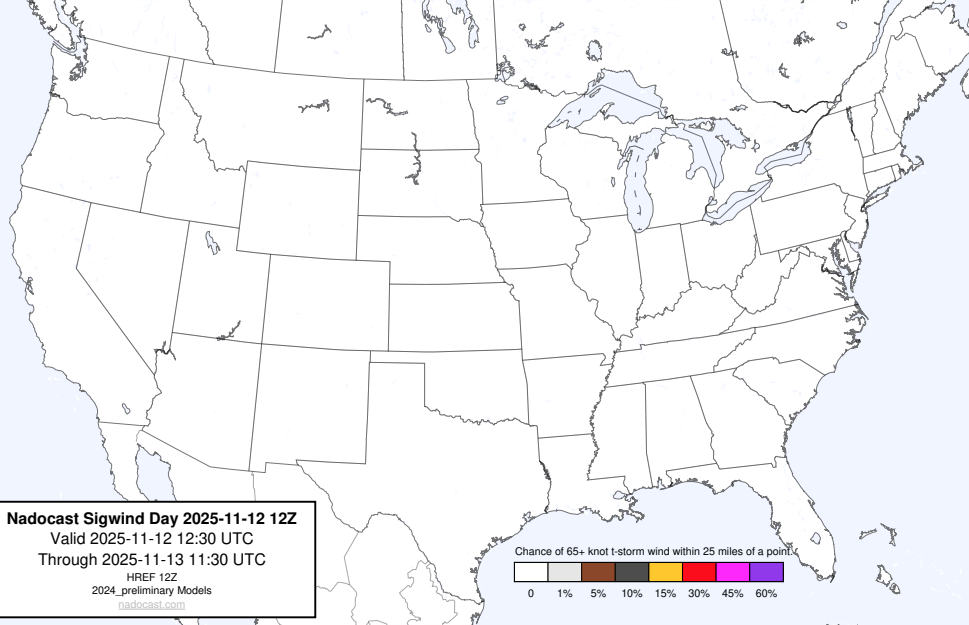 Nadocast Sigwind Day 2025-11-12 12Z
Valid 2025-11-12 12:30 UTC
Through 2025-11-13 11:30 UTC
HREF 12Z
2024_preliminary Models
nadocast.com
Chance of 65+ knot t-storm wind within 25 miles of a point.
0 1% 5% 10% 15% 30% 45% 60%